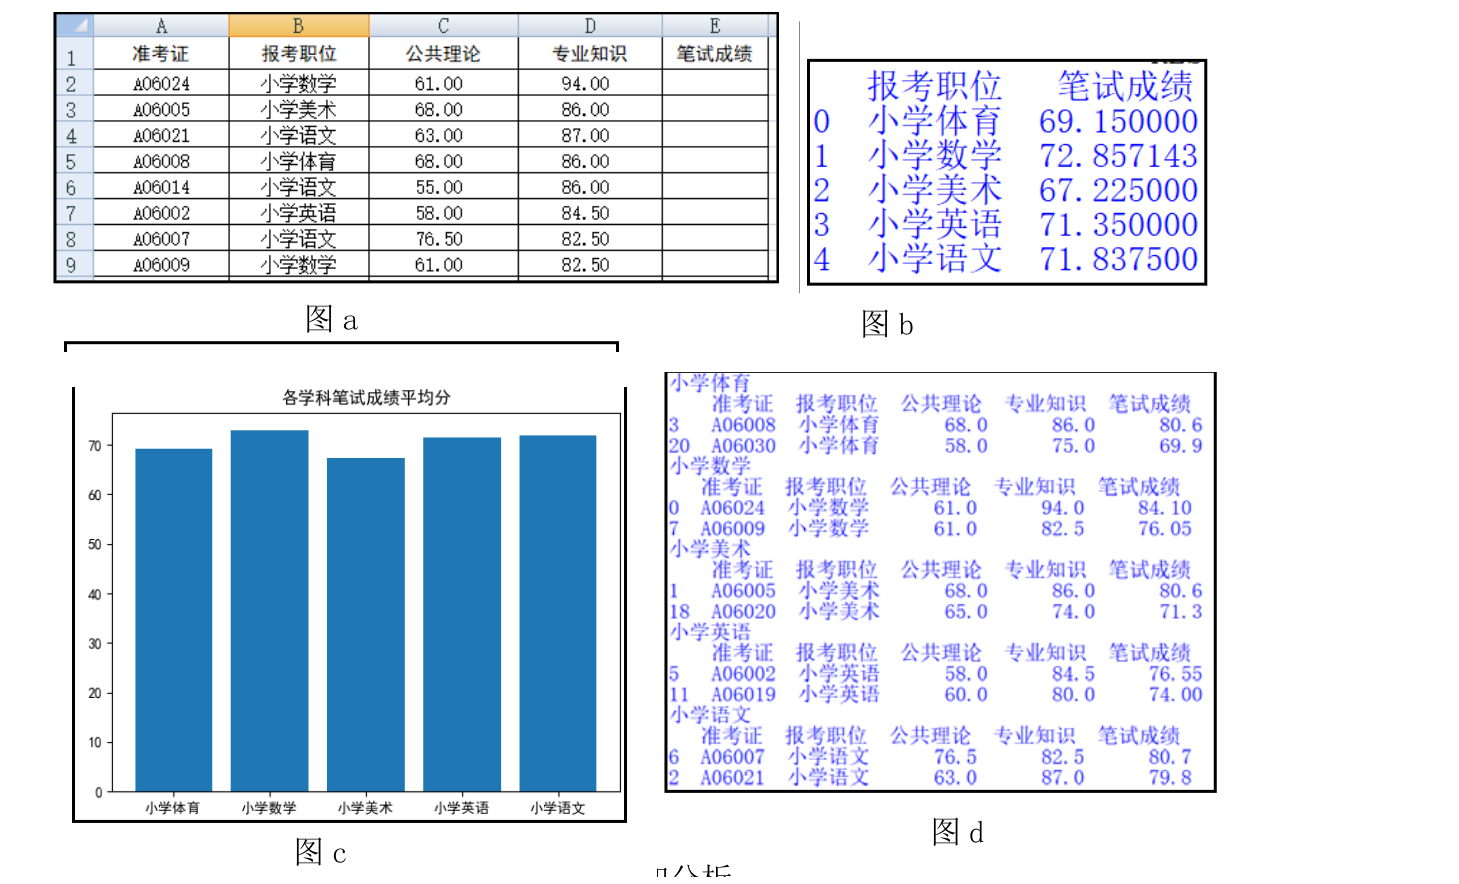 A B C D E
1 准考证 报考职位 公共理论 专业知识 笔试成绩
2 A06024 小学数学 61.00 94.00
3 A06005 小学美术 68.00 86.00
4 A06021 小学语文 63.00 87.00
5 A06008 小学体育 68.00 86.00
6 A06014 小学语文 55.00 86.00
7 A06002 小学英语 58.00 84.50
8 A06007 小学语文 76.50 82.50
9 A06009 小学数学 61.00 82.50
图 a
报考职位 笔试成绩
0 小学体育 69.150000
1 小学数学 72.857143
2 小学美术 67.225000
3 小学英语 71.350000
4 小学语文 71.837500
图 b
各学科笔试成绩平均分
70
60
50
40
30
20
10
0
小学体育 小学数学 小学美术 小学英语 小学语文
图 c
小学体育
准考证 报考职位 公共理论 专业知识 笔试成绩
3 A06008 小学体育 68.0 86.0 80.6
20 A06030 小学体育 58.0 75.0 69.9
小学数学
准考证 报考职位 公共理论 专业知识 笔试成绩
0 A06024 小学数学 61.0 94.0 84.10
7 A06009 小学数学 61.0 82.5 76.05
小学美术
准考证 报考职位 公共理论 专业知识 笔试成绩
1 A06005 小学美术 68.0 86.0 80.6
18 A06020 小学美术 65.0 74.0 71.3
小学英语
准考证 报考职位 公共理论 专业知识 笔试成绩
5 A06002 小学英语 58.0 84.5 76.55
11 A06019 小学英语 60.0 80.0 74.00
小学语文
准考证 报考职位 公共理论 专业知识 笔试成绩
6 A06007 小学语文 76.5 82.5 80.7
2 A06021 小学语文 63.0 87.0 79.8
图 d